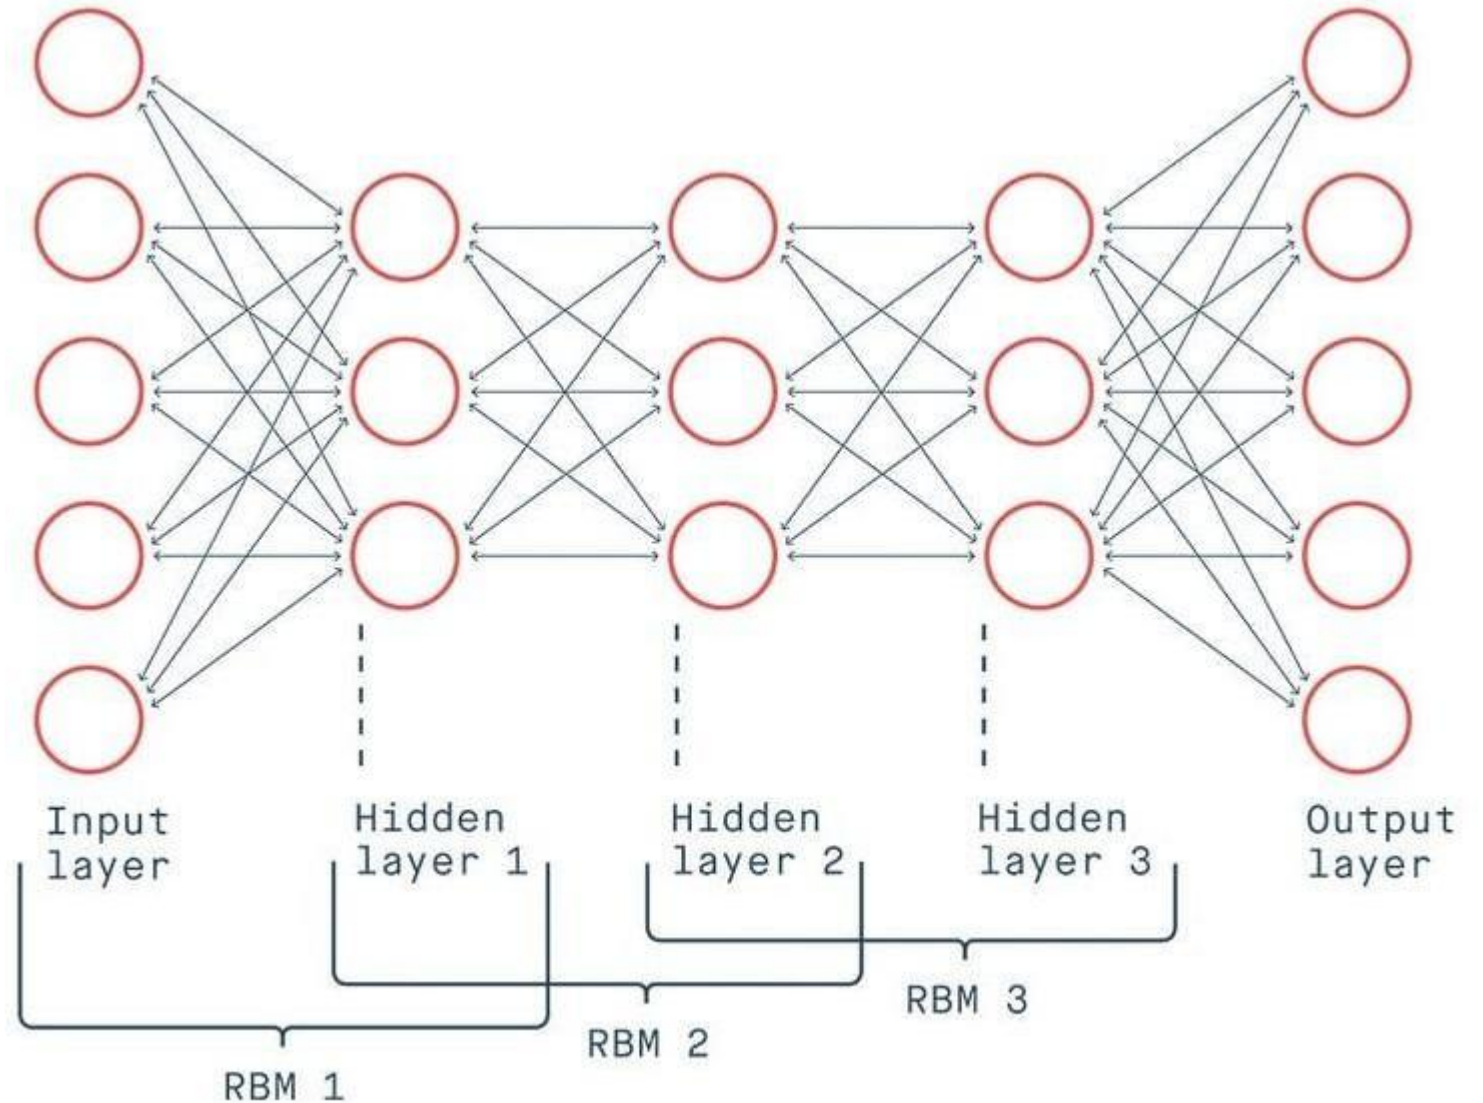 Input
layer
Hidden
layer 1
Hidden
layer 2
Hidden
layer 3
Output
layer
RBM 1
RBM 2
RBM 3